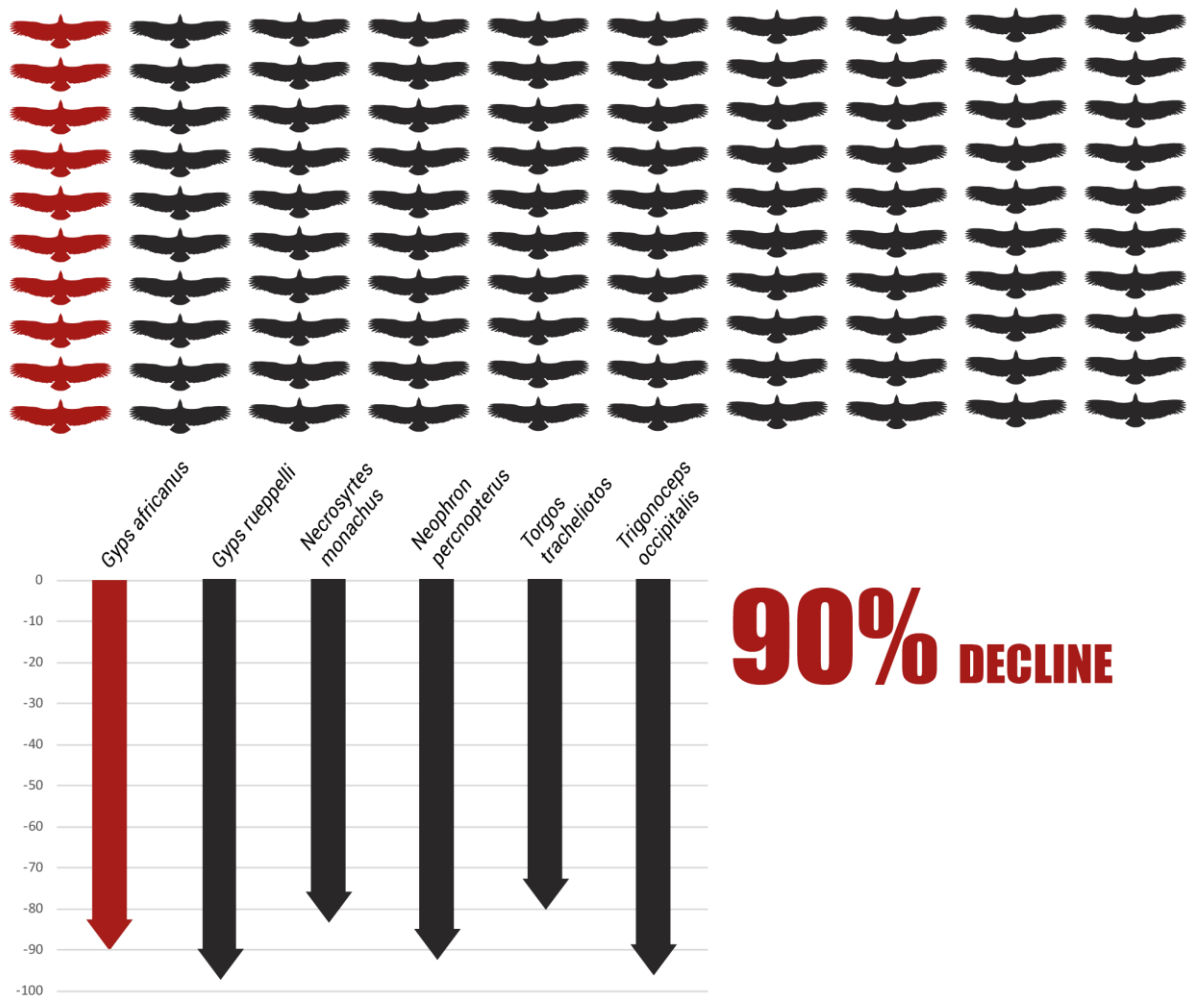 Gyps africanus
Gyps rueppelli
Necrosyrtes
monachus
Neophron
percnopterus
Torgos
tracheliotos
Trigonoceps
occipitalis
0
-10
-20
-30
-40
-50
-60
-70
-80
-90
-100
90% DECLINE